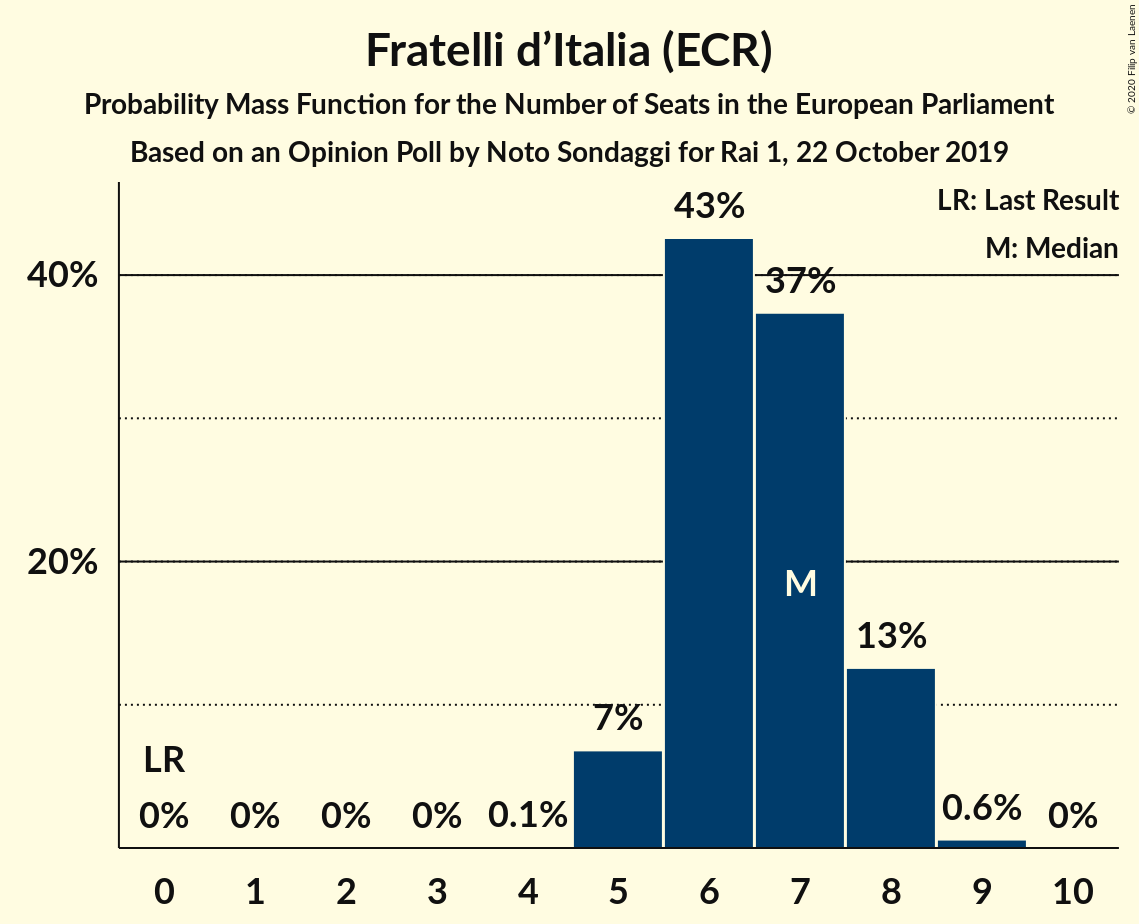 Fratelli d’Italia (ECR)
Probability Mass Function for the Number of Seats in the European Parliament
Based on an Opinion Poll by Noto Sondaggi for Rai 1, 22 October 2019
© 2020 Filip van Laenen
LR: Last Result
M: Median
43%
40%
37%
20%
M
13%
7%
LR
0% 0% 0% 0% 0.1% 0.6% 0%
0 1 2 3 4 5 6 7 8 9 10